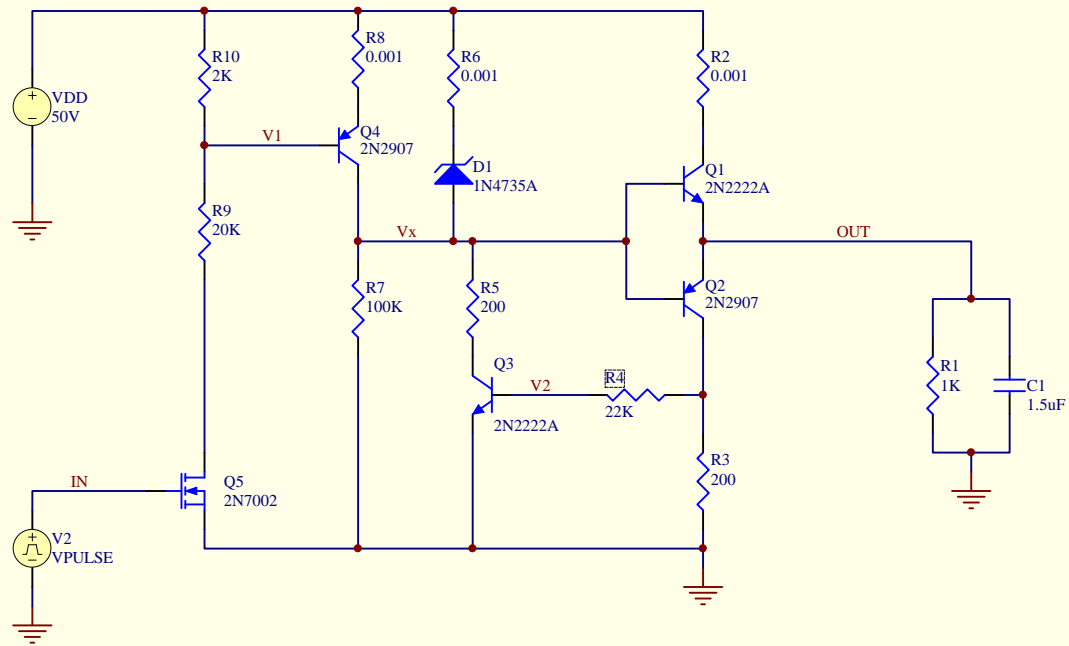 R10
2K
R8
0.001
R6
0.001
R2
0.001
VDD
50V
+
−
V1
Q4
2N2907
D1
1N4735A
Q1
2N2222A
R9
20K
Vx
OUT
R7
100K
R5
200
Q2
2N2907
Q3
2N2222A
V2
R4
22K
R1
1K
C1
1.5uF
R3
200
IN
Q5
2N7002
V2
VPULSE
+
−